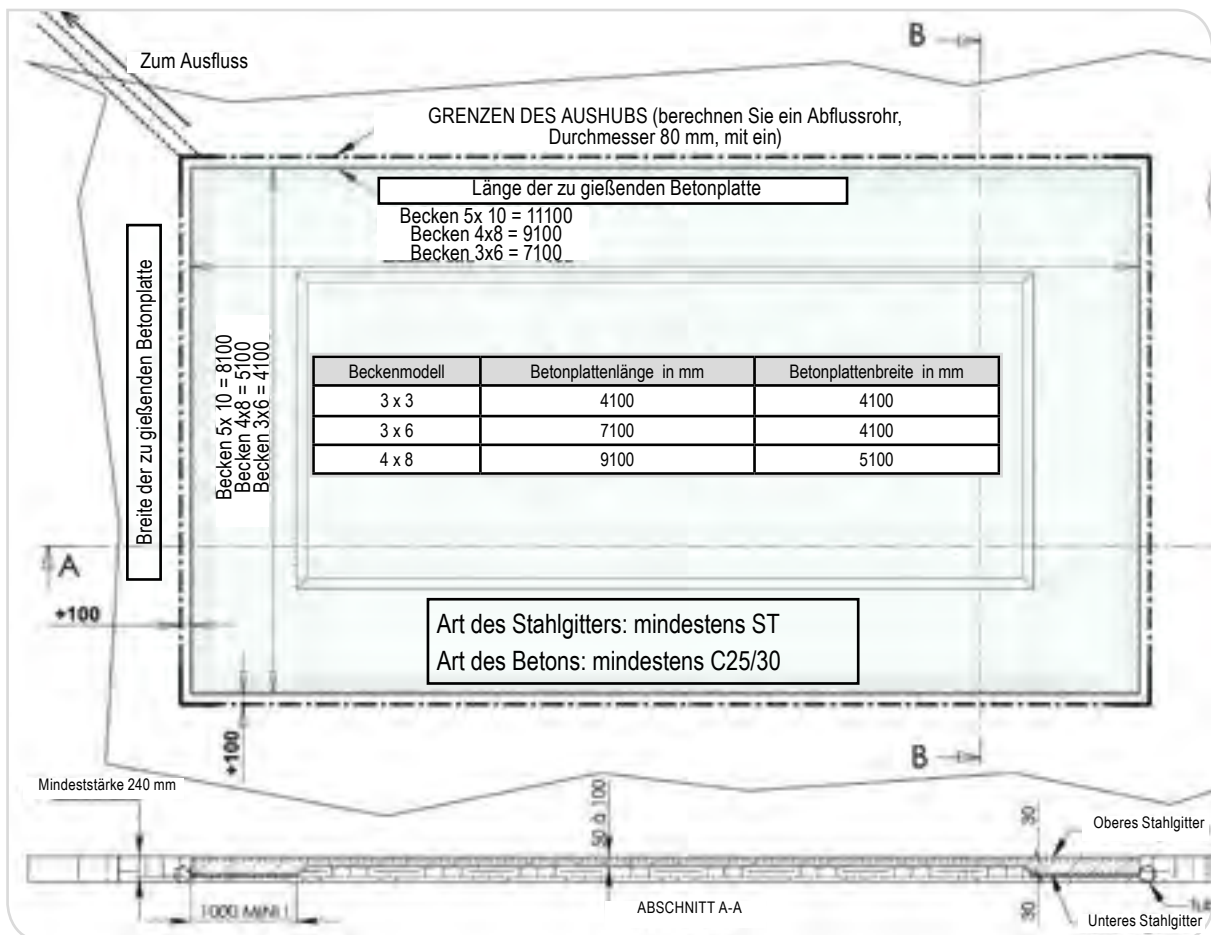 B
Zum Ausfluss
GRENZEN DES AUSHUBS (berechnen Sie ein Abflussrohr,
Durchmesser 80 mm, mit ein)
Länge der zu gießenden Betonplatte
Becken 5x 10 = 11100
Becken 4x8 = 9100
Becken 3x6 = 7100
Breite der zu gießenden Betonplatte
Becken 5x 10 = 8100
Becken 4x8 = 5100
Becken 3x6 = 4100
Beckenmodell Betonplattenlänge in mm Betonplattenbreite in mm
3 x 3 4100 4100
3 x 6 7100 4100
4 x 8 9100 5100
A
+100
Art des Stahlgitters: mindestens ST
Art des Betons: mindestens C25/30
+100
B
Mindeststärke 240 mm
50 à 100
30
Oberes Stahlgitter
1000 MINI !
ABSCHNITT A-A
30
Unteres Stahlgitter